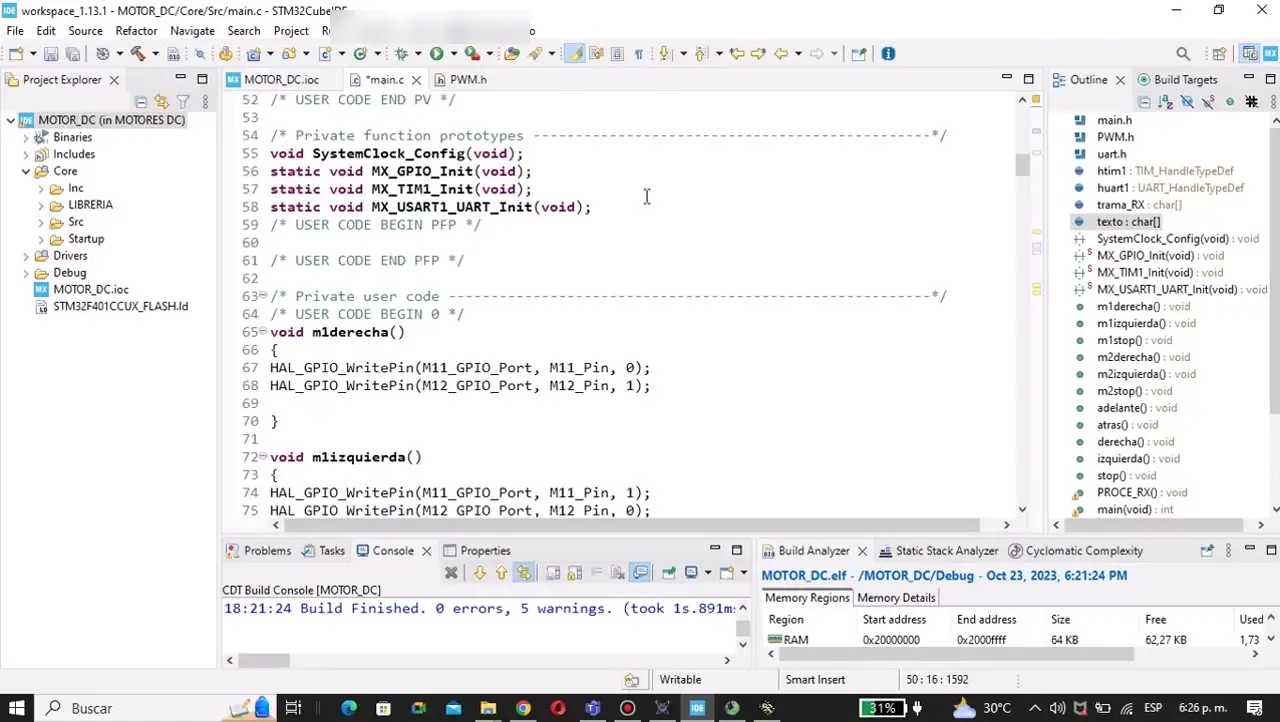 workspace_1.13.1 - MOTOR_DC/Core/Src/main.c - STM32CubeIDE
File Edit Source Refactor Navigate Search Project
Project Explorer
MOTOR_DC.ioc *main.c PWM.h
Outline Build Targets
MOTOR_DC (in MOTORES DC)
Binaries
Includes
Core
Inc
LIBRERIA
Src
Startup
Drivers
Debug
MOTOR_DC.ioc
STM32F401CCUX_FLASH.ld
52 /* USER CODE END PV */
53
54 /* Private function prototypes -----------------------------------------------*/
55 void SystemClock_Config(void);
56 static void MX_GPIO_Init(void);
57 static void MX_TIM1_Init(void);
58 static void MX_USART1_UART_Init(void);
59 /* USER CODE BEGIN PFP */
60
61 /* USER CODE END PFP */
62
63 /* Private user code ---------------------------------------------------------*/
64 /* USER CODE BEGIN 0 */
65 void m1derecha()
66 {
67 HAL_GPIO_WritePin(M11_GPIO_Port, M11_Pin, 0);
68 HAL_GPIO_WritePin(M12_GPIO_Port, M12_Pin, 1);
69
70 }
71
72 void m1izquierda()
73 {
74 HAL_GPIO_WritePin(M11_GPIO_Port, M11_Pin, 1);
75 HAL_GPIO_WritePin(M12_GPIO_Port, M12_Pin, 0);
main.h
PWM.h
uart.h
htim1 : TIM_HandleTypeDef
huart1 : UART_HandleTypeDef
trama_RX : char[]
texto : char[]
SystemClock_Config(void) : void
MX_GPIO_Init(void) : void
MX_TIM1_Init(void) : void
MX_USART1_UART_Init(void) : void
m1derecha() : void
m1izquierda() : void
m1stop() : void
m2derecha() : void
m2izquierda() : void
m2stop() : void
adelante() : void
atras() : void
derecha() : void
izquierda() : void
stop() : void
PROCE_RX() : void
main(void) : int
Problems Tasks Console Properties
CDT Build Console [MOTOR_DC]
18:21:24 Build Finished. 0 errors, 5 warnings. (took 1s.891ms
Build Analyzer Static Stack Analyzer Cyclomatic Complexity
MOTOR_DC.elf - /MOTOR_DC/Debug - Oct 23, 2023, 6:21:24 PM
Memory Regions Memory Details
Region Start address End address Size Free Used
RAM 0x20000000 0x2000ffff 64 KB 62,27 KB 1,73
Writable Smart Insert 50 : 16 : 1592
Buscar 31% 30°C ESP 6:26 p. m.